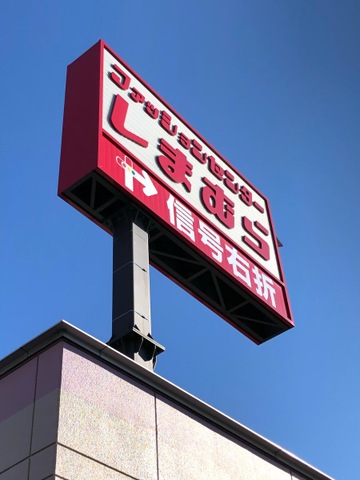 ファッションセンター
しまむら
信号右折